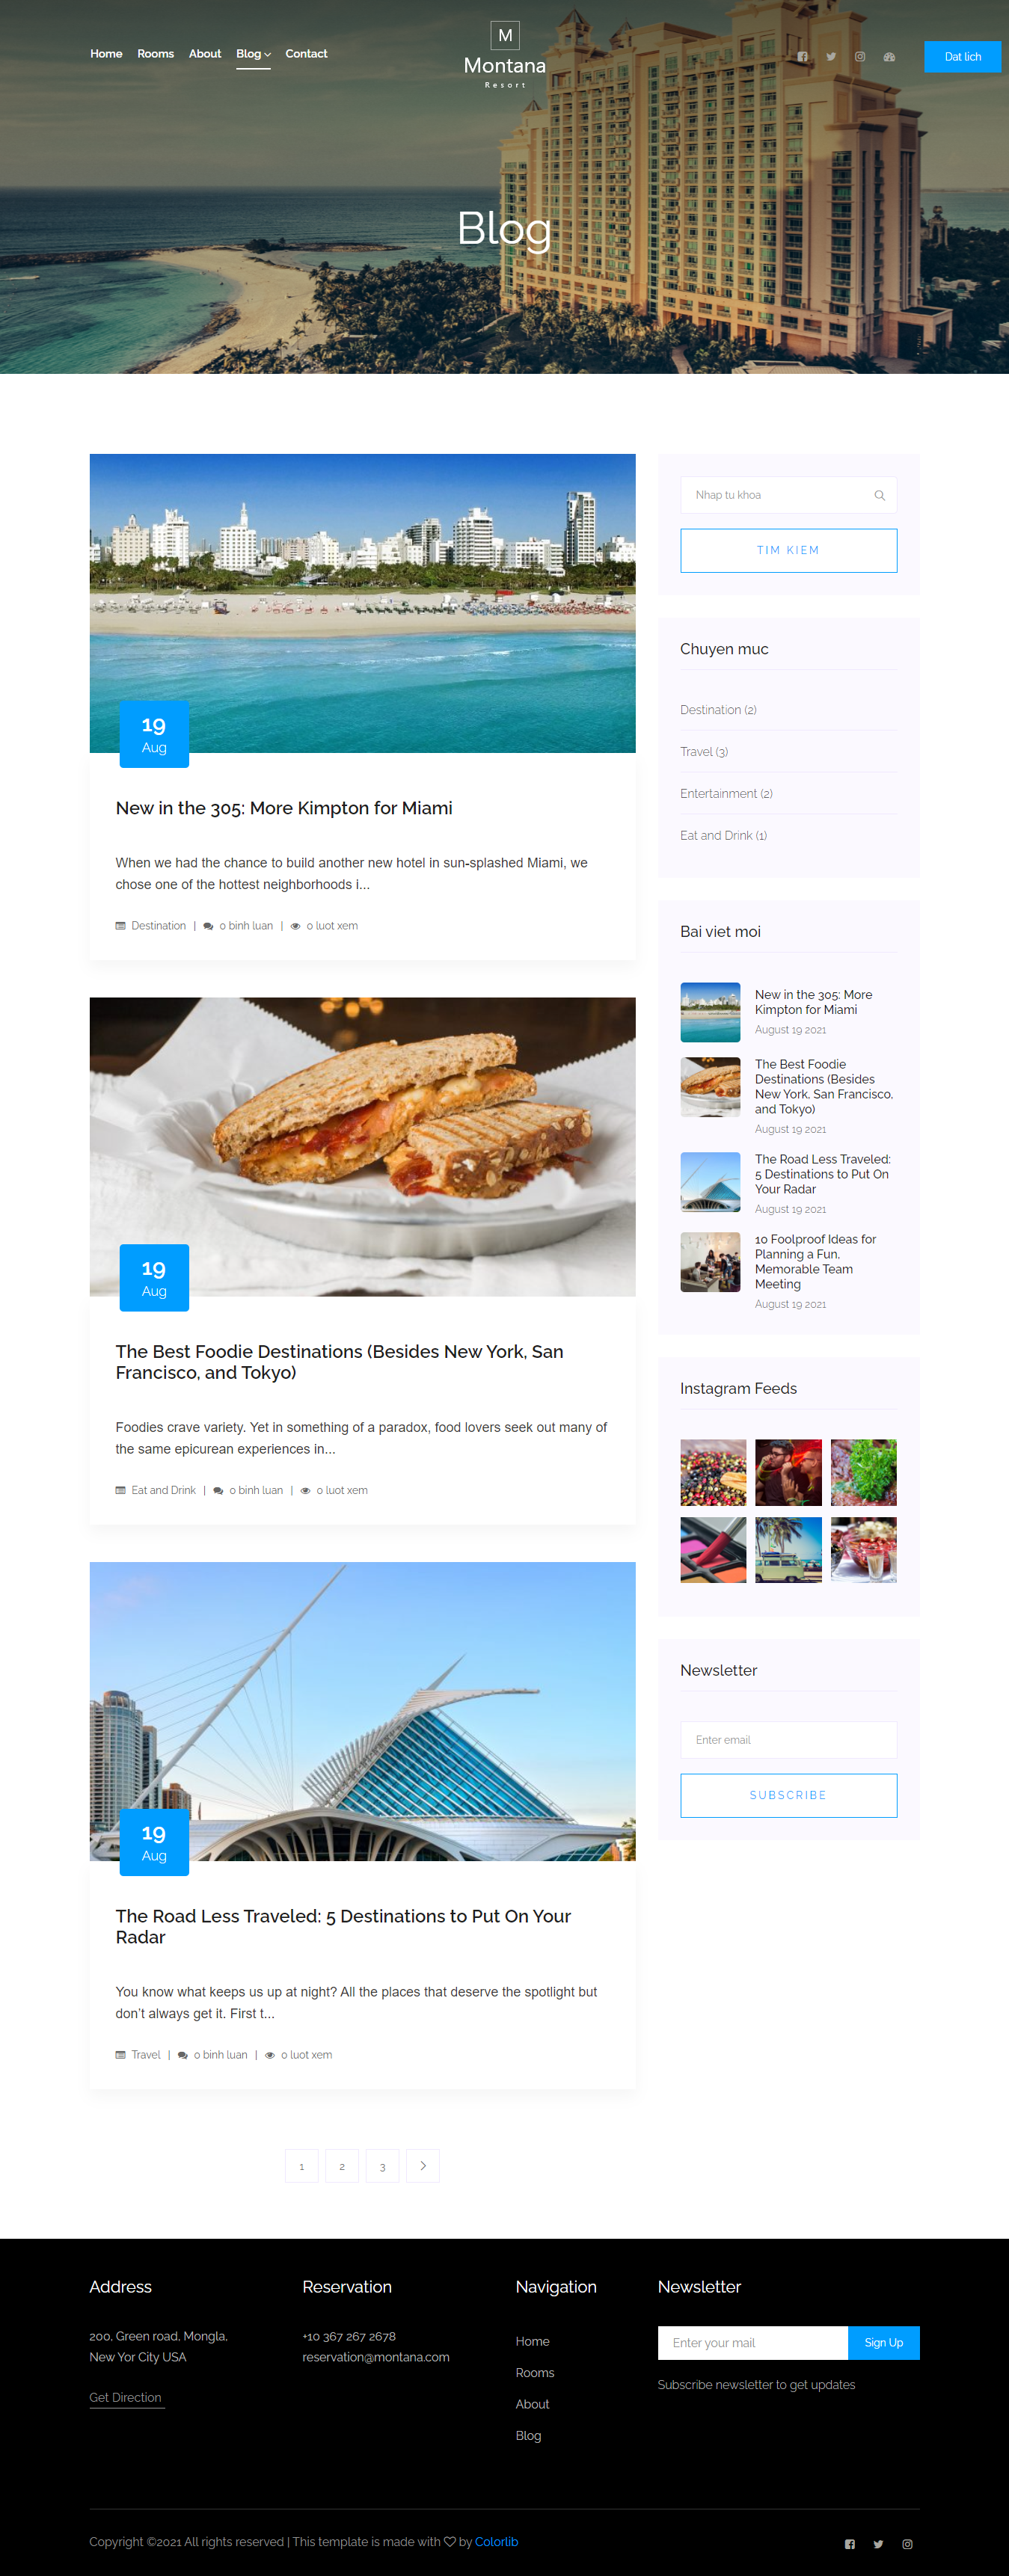 Home Rooms About Blog Contact
M
Montana
Resort
Dat lich
Blog
19
Aug
New in the 305: More Kimpton for Miami
When we had the chance to build another new hotel in sun-splashed Miami, we
chose one of the hottest neighborhoods i...
Destination | 0 binh luan | 0 luot xem
19
Aug
The Best Foodie Destinations (Besides New York, San
Francisco, and Tokyo)
Foodies crave variety. Yet in something of a paradox, food lovers seek out many of
the same epicurean experiences in...
Eat and Drink | 0 binh luan | 0 luot xem
19
Aug
The Road Less Traveled: 5 Destinations to Put On Your
Radar
You know what keeps us up at night? All the places that deserve the spotlight but
don't always get it. First t...
Travel | 0 binh luan | 0 luot xem
1 2 3
Nhap tu khoa
TIM KIEM
Chuyen muc
Destination (2)
Travel (3)
Entertainment (2)
Eat and Drink (1)
Bai viet moi
New in the 305: More
Kimpton for Miami
August 19 2021
The Best Foodie
Destinations (Besides
New York, San Francisco,
and Tokyo)
August 19 2021
The Road Less Traveled:
5 Destinations to Put On
Your Radar
August 19 2021
10 Foolproof Ideas for
Planning a Fun,
Memorable Team
Meeting
August 19 2021
Instagram Feeds
Newsletter
Enter email
SUBSCRIBE
Address
200, Green road, Mongla,
New Yor City USA
Get Direction
Reservation
+10 367 267 2678
reservation@montana.com
Navigation
Home
Rooms
About
Blog
Newsletter
Enter your mail
Sign Up
Subscribe newsletter to get updates
Copyright ©2021 All rights reserved | This template is made with ♡ by Colorlib